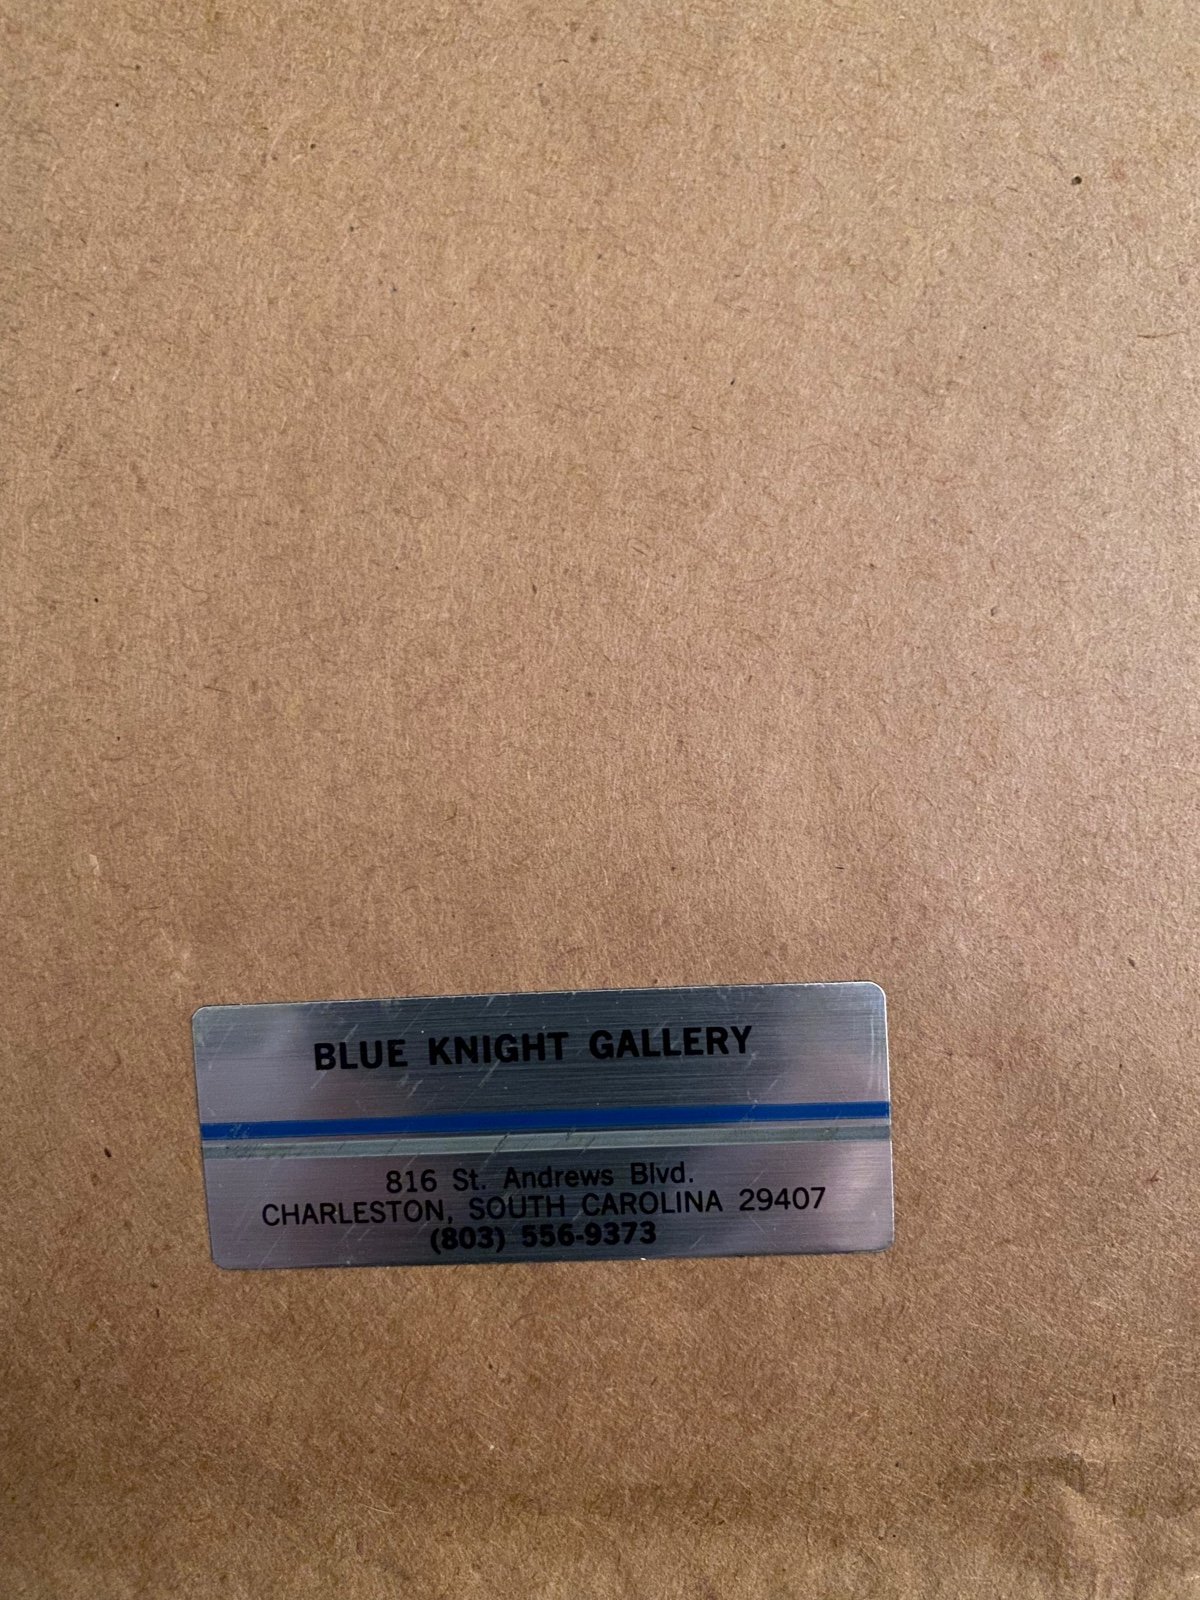 BLUE KNIGHT GALLERY
816 St. Andrews Blvd.
CHARLESTON, SOUTH CAROLINA 29407
(803) 556-9373